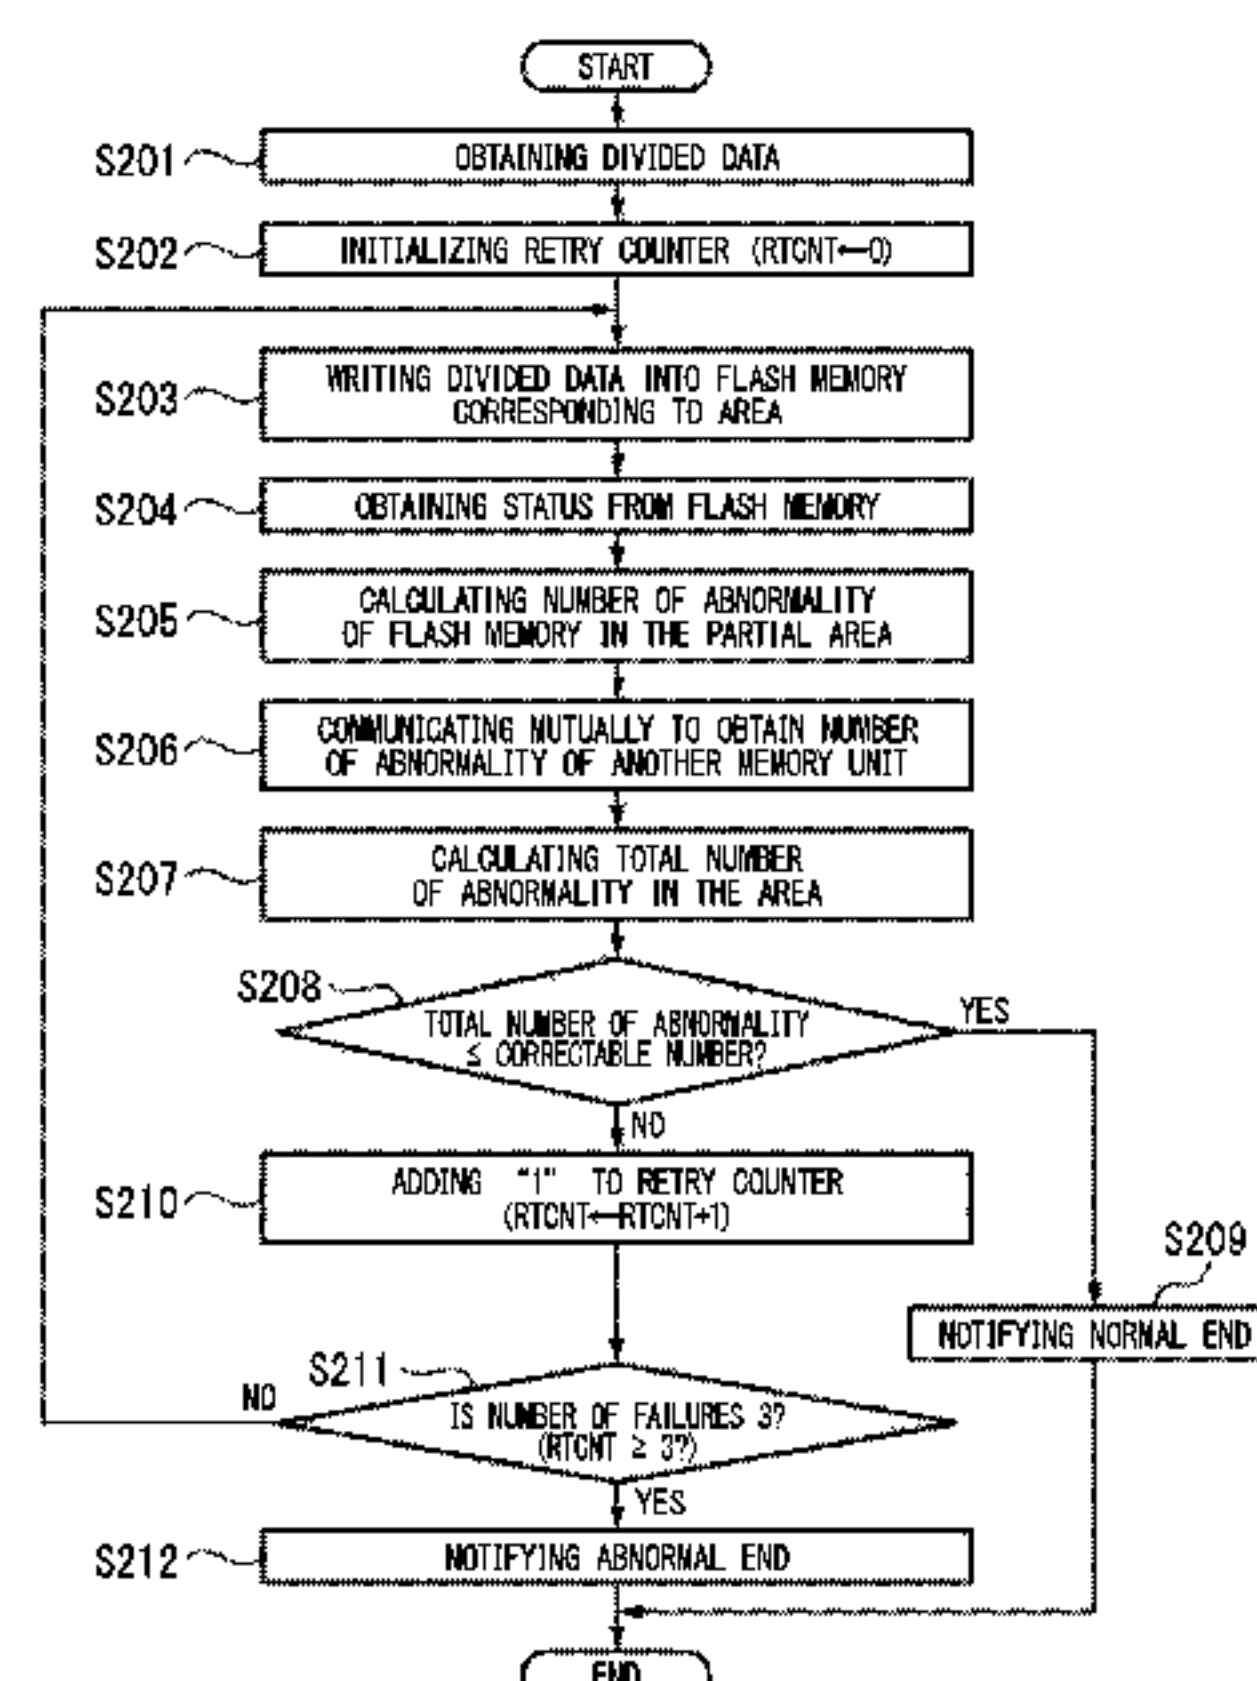 START
S201
OBTAINING DIVIDED DATA
S202
INITIALIZING RETRY COUNTER (RTCNT←0)
S203
WRITING DIVIDED DATA INTO FLASH MEMORY
CORRESPONDING TO AREA
S204
OBTAINING STATUS FROM FLASH MEMORY
S205
CALCULATING NUMBER OF ABNORMALITY
OF FLASH MEMORY IN THE PARTIAL AREA
S206
COMMUNICATING MUTUALLY TO OBTAIN NUMBER
OF ABNORMALITY OF ANOTHER MEMORY UNIT
S207
CALCULATING TOTAL NUMBER
OF ABNORMALITY IN THE AREA
S208
TOTAL NUMBER OF ABNORMALITY
≤ CORRECTABLE NUMBER?
YES
NO
S210
ADDING "1" TO RETRY COUNTER
(RTCNT←RTCNT+1)
S209
NOTIFYING NORMAL END
S211
NO
IS NUMBER OF FAILURES 3?
(RTCNT ≥ 3?)
YES
S212
NOTIFYING ABNORMAL END
END